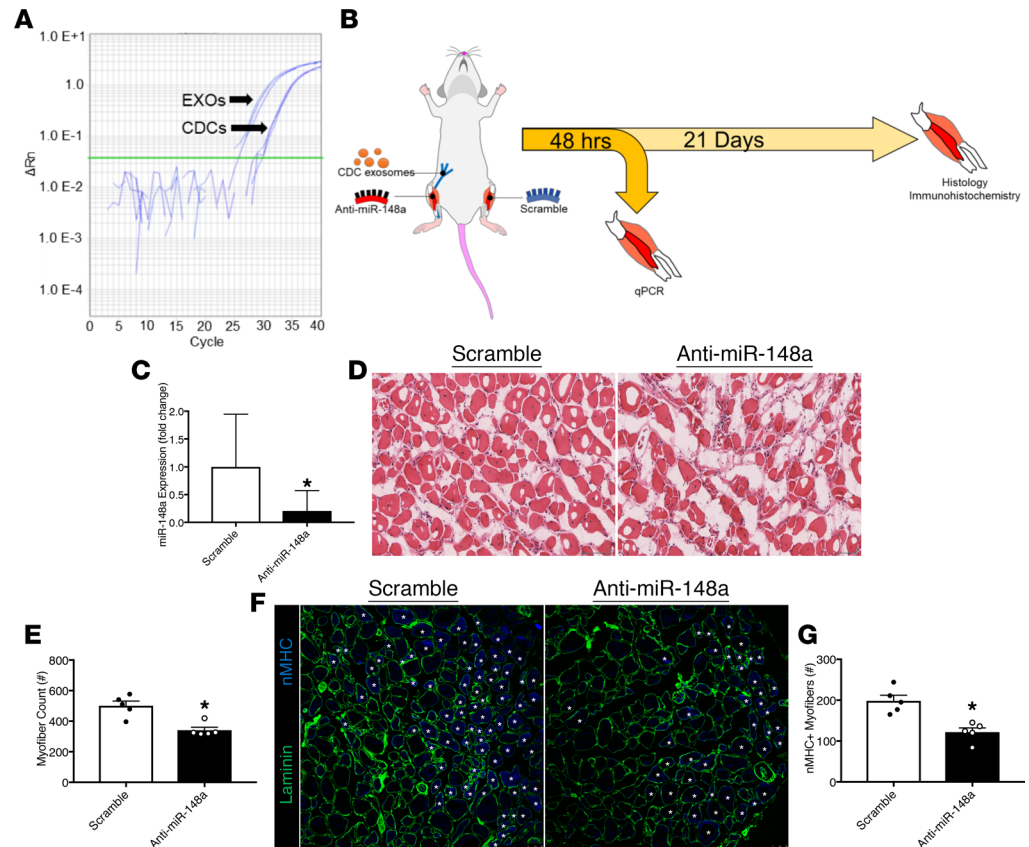 A
1.0 E+1
1.0
1.0 E-1
1.0 E-2
1.0 E-3
1.0 E-4
ΔRn
EXOs
CDCs
0 5 10 15 20 25 30 35 40
Cycle
B
CDC exosomes
Anti-miR-148a
Scramble
48 hrs
21 Days
qPCR
Histology
Immunohistochemistry
C
miR-148a Expression (fold change)
2.0
1.5
1.0
0.5
0.0
*
Scramble
Anti-miR-148a
D
Scramble
Anti-miR-148a
E
Myofiber Count (#)
800
600
400
200
0
*
Scramble
Anti-miR-148a
F
Scramble
Anti-miR-148a
Laminin
nMHC
G
nMHC+ Myofibers (#)
300
200
100
0
*
Scramble
Anti-miR-148a